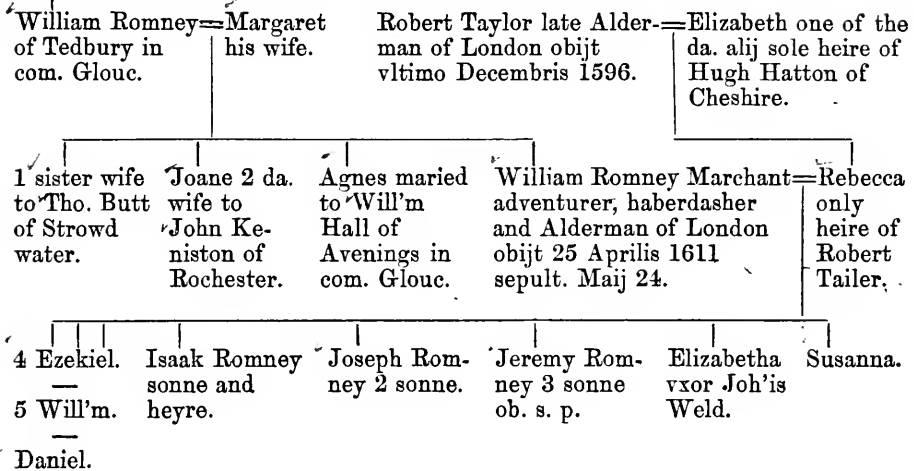 William Romney=Margaret
of Tedbury in his wife.
com. Glouc.
Robert Taylor late Alder-=Elizabeth one of the
man of London obijt da. alij sole heire of
vltimo Decembris 1596. Hugh Hatton of
Cheshire.
1 sister wife
to Tho. Butt
of Strowd
water.
Joane 2 da.
wife to
John Ke-
niston of
Rochester.
Agnes maried
to Will'm
Hall of
Avenings in
com. Glouc.
William Romney Marchant=Rebecca
adventurer, haberdasher only
and Alderman of London heire of
obijt 25 Aprilis 1611 Robert
sepult. Maij 24. Tailer.
4 Ezekiel.
5 Will'm.
Daniel.
Isaak Romney
sonne and
heyre.
Joseph Rom-
ney 2 sonne.
Jeremy Rom-
ney 3 sonne
ob. s. p.
Elizabetha
vxor Joh'is
Weld.
Susanna.